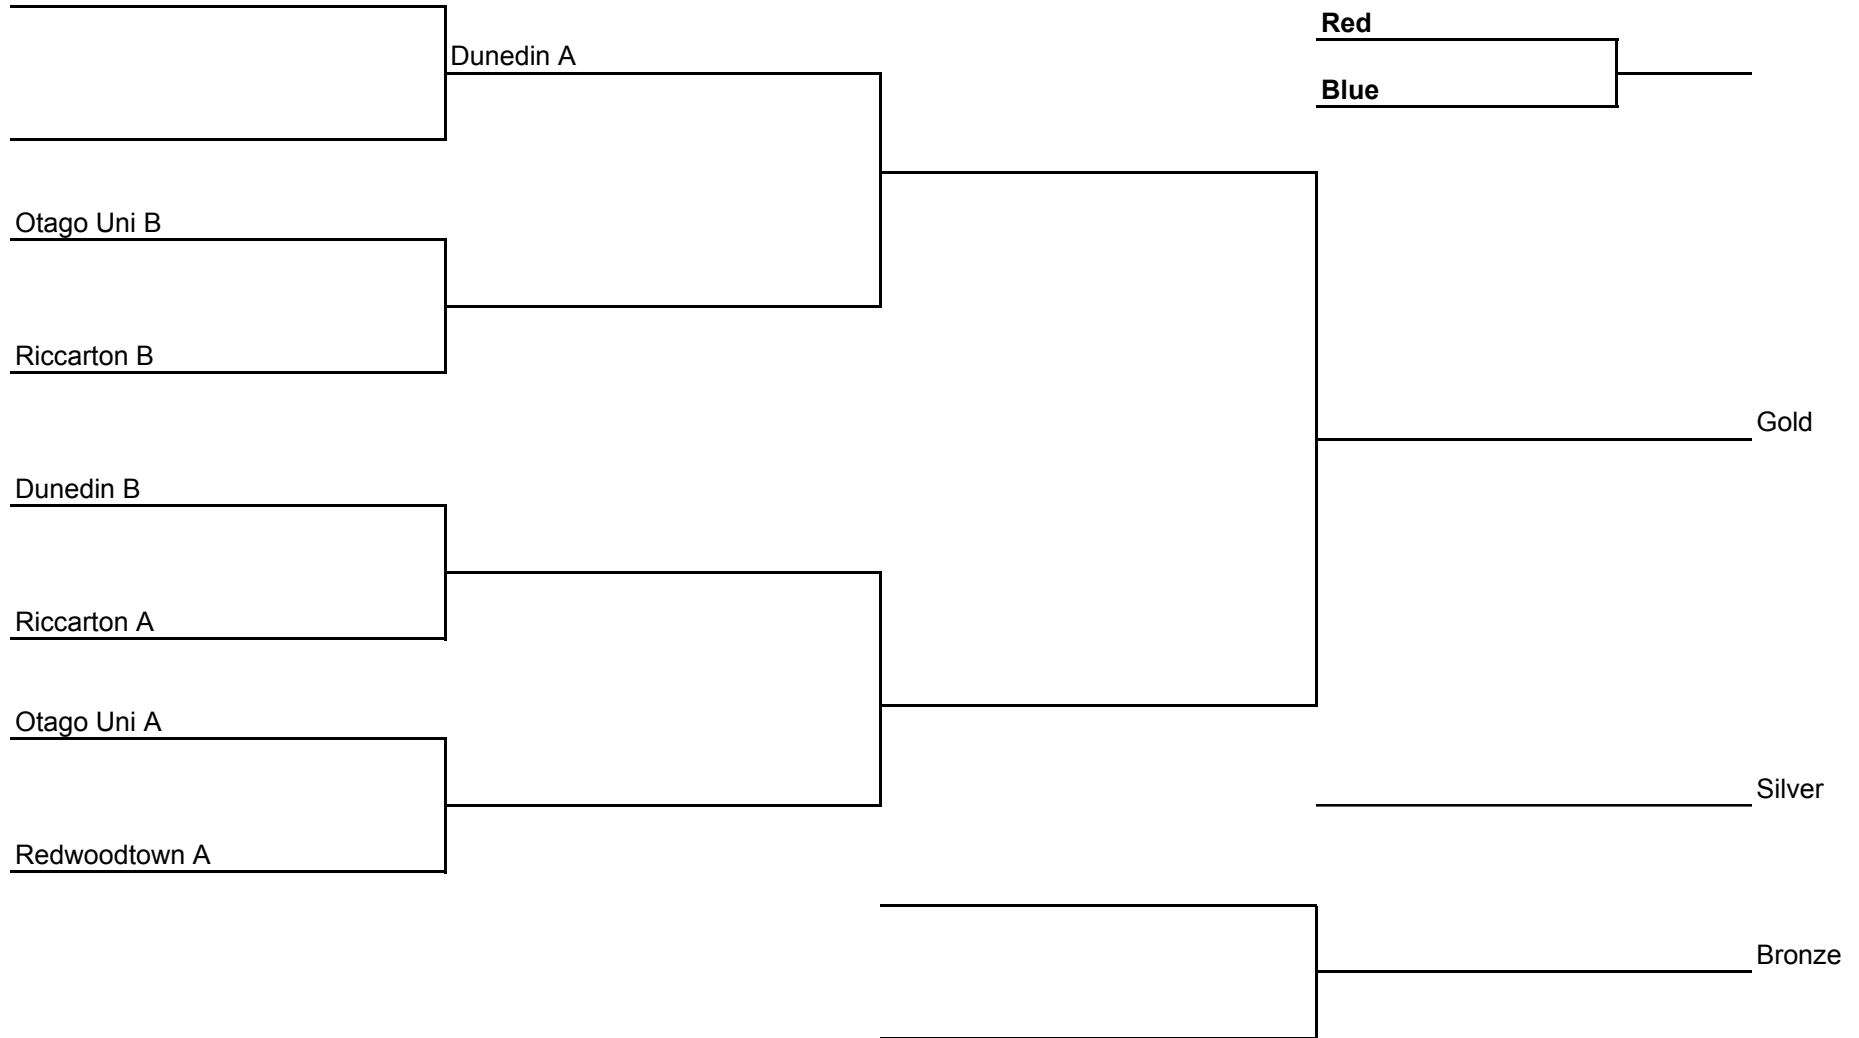 Red
Dunedin A
Blue
Otago Uni B
Riccarton B
Gold
Dunedin B
Riccarton A
Otago Uni A
Silver
Redwoodtown A
Bronze